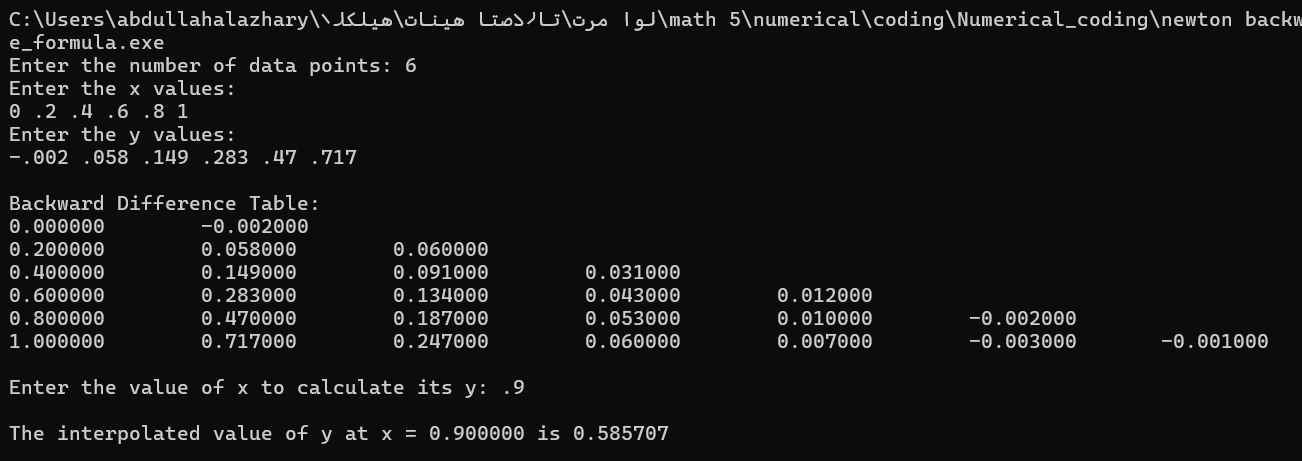 C:\Users\abdullahalazhary\هيلكلا\هينات تالاصتا\مرت لوا\math 5\numerical\coding\Numerical_coding\newton backw
e_formula.exe
Enter the number of data points: 6
Enter the x values:
0 .2 .4 .6 .8 1
Enter the y values:
-.002 .058 .149 .283 .47 .717
Backward Difference Table:
0.000000 -0.002000
0.200000 0.058000 0.060000
0.400000 0.149000 0.091000 0.031000
0.600000 0.283000 0.134000 0.043000 0.012000
0.800000 0.470000 0.187000 0.053000 0.010000 -0.002000
1.000000 0.717000 0.247000 0.060000 0.007000 -0.003000 -0.001000
Enter the value of x to calculate its y: .9
The interpolated value of y at x = 0.900000 is 0.585707